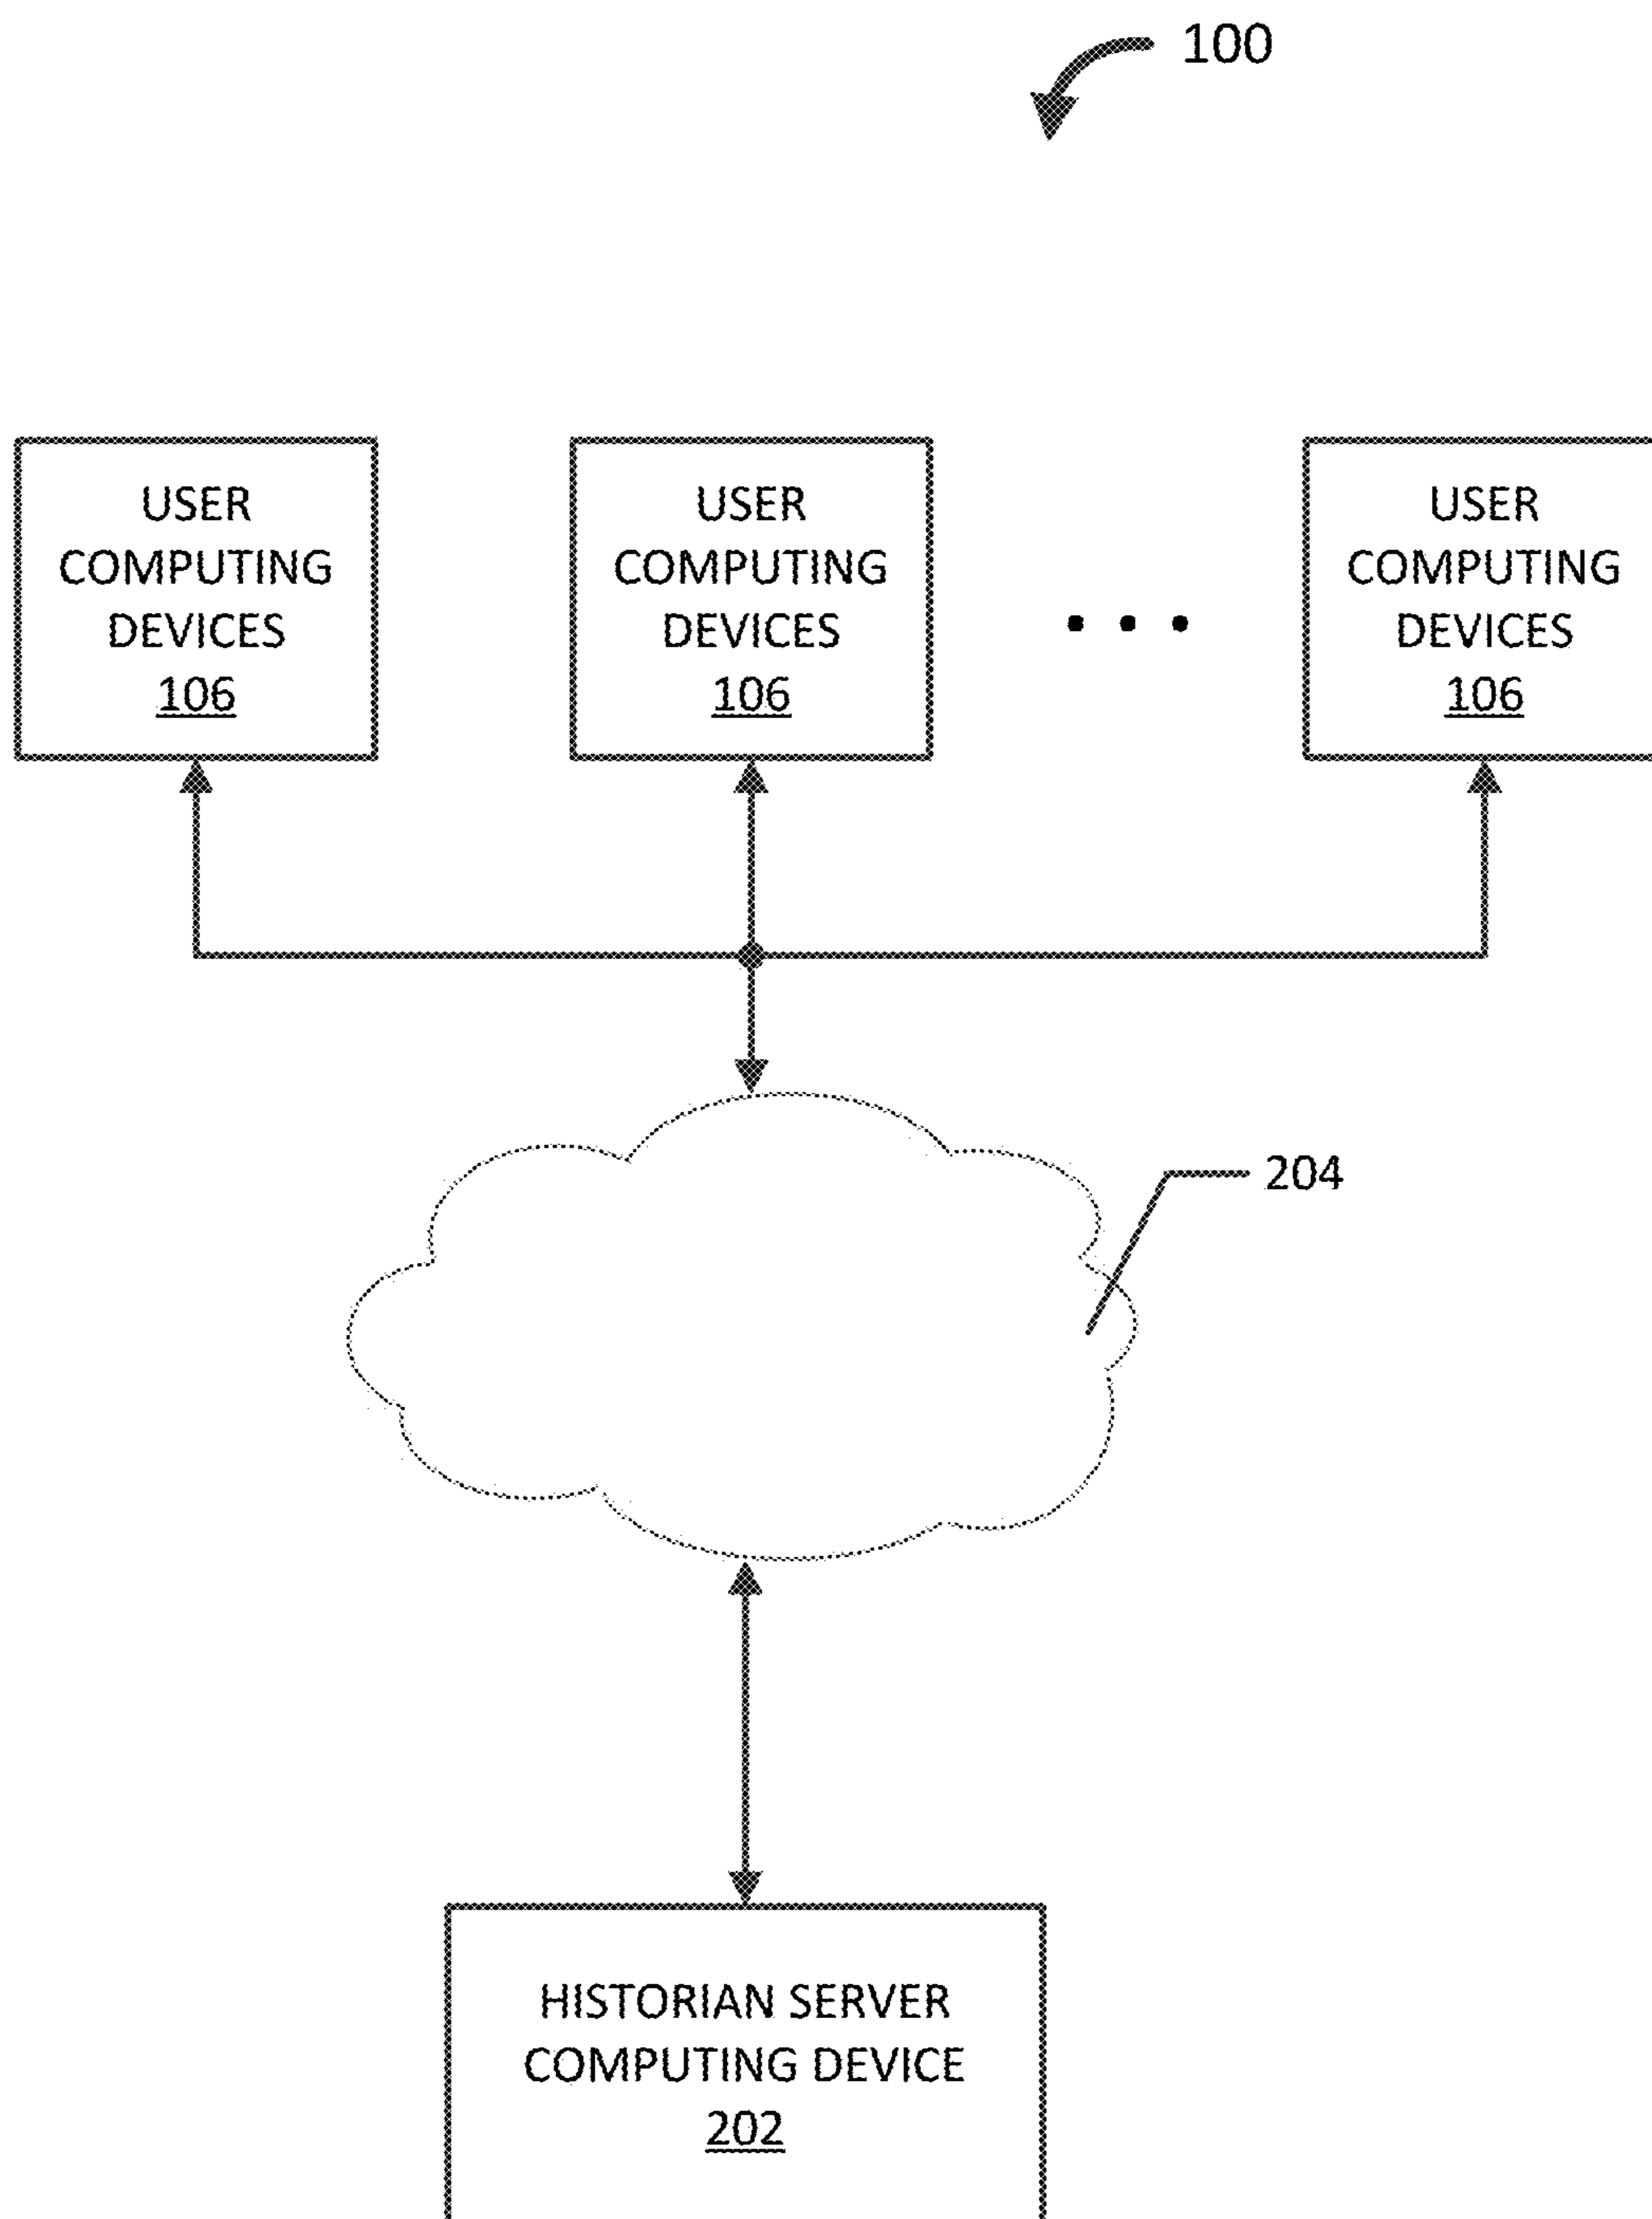 100
USER
COMPUTING
DEVICES
106
USER
COMPUTING
DEVICES
106
• • •
USER
COMPUTING
DEVICES
106
204
HISTORIAN SERVER
COMPUTING DEVICE
202